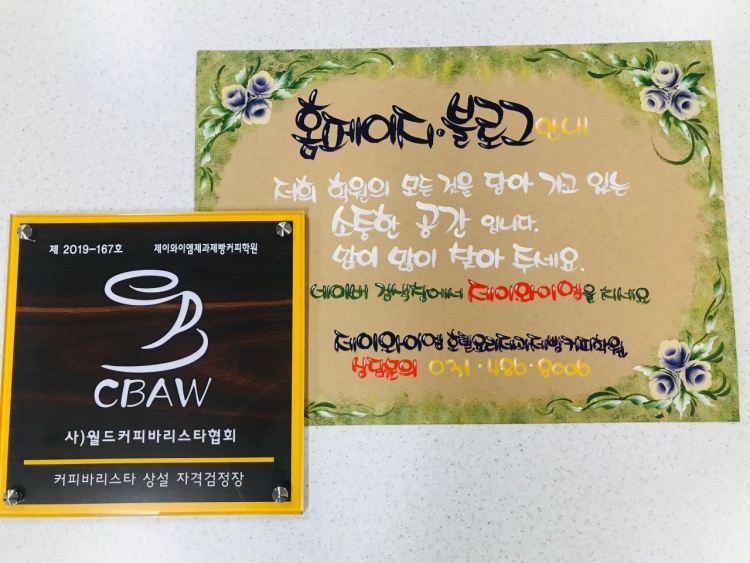 홈페이지·블로그 안내
저희 학원의 모든 것을 담아 가고 있는
소통한 공간 입니다.
많이 많이 찾아 주세요.
네이버 검색창에서 제이와이엠을 치세요
제이와이엠 호텔요리제과제빵커피학원
상담문의 031·486·8006
제 2019-167호 제이와이엠제과제빵커피학원
CBAW
사)월드커피바리스타협회
커피바리스타 상설 자격검정장